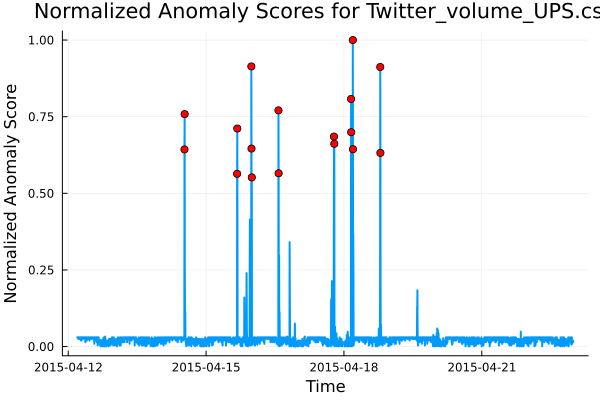 Normalized Anomaly Scores for Twitter_volume_UPS.cs
1.00
0.75
0.50
0.25
0.00
Normalized Anomaly Score
2015-04-12 2015-04-15 2015-04-18 2015-04-21
Time